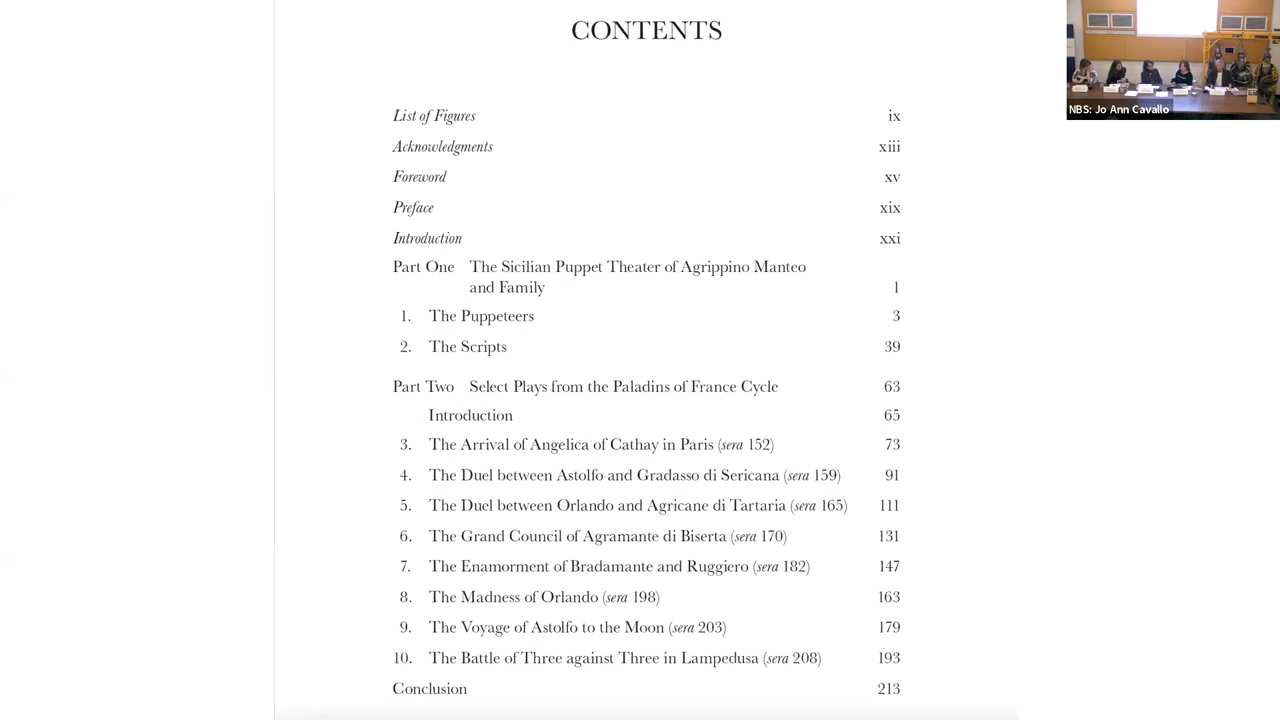 CONTENTS
List of Figures ix
Acknowledgments xiii
Foreword xv
Preface xix
Introduction xxi
Part One The Sicilian Puppet Theater of Agrippino Manteo
and Family 1
1. The Puppeteers 3
2. The Scripts 39
Part Two Select Plays from the Paladins of France Cycle 63
Introduction 65
3. The Arrival of Angelica of Cathay in Paris (sera 152) 73
4. The Duel between Astolfo and Gradasso di Sericana (sera 159) 91
5. The Duel between Orlando and Agricane di Tartaria (sera 165) 111
6. The Grand Council of Agramante di Biserta (sera 170) 131
7. The Enamorment of Bradamante and Ruggiero (sera 182) 147
8. The Madness of Orlando (sera 198) 163
9. The Voyage of Astolfo to the Moon (sera 203) 179
10. The Battle of Three against Three in Lampedusa (sera 208) 193
Conclusion 213
NBS: Jo Ann Cavallo